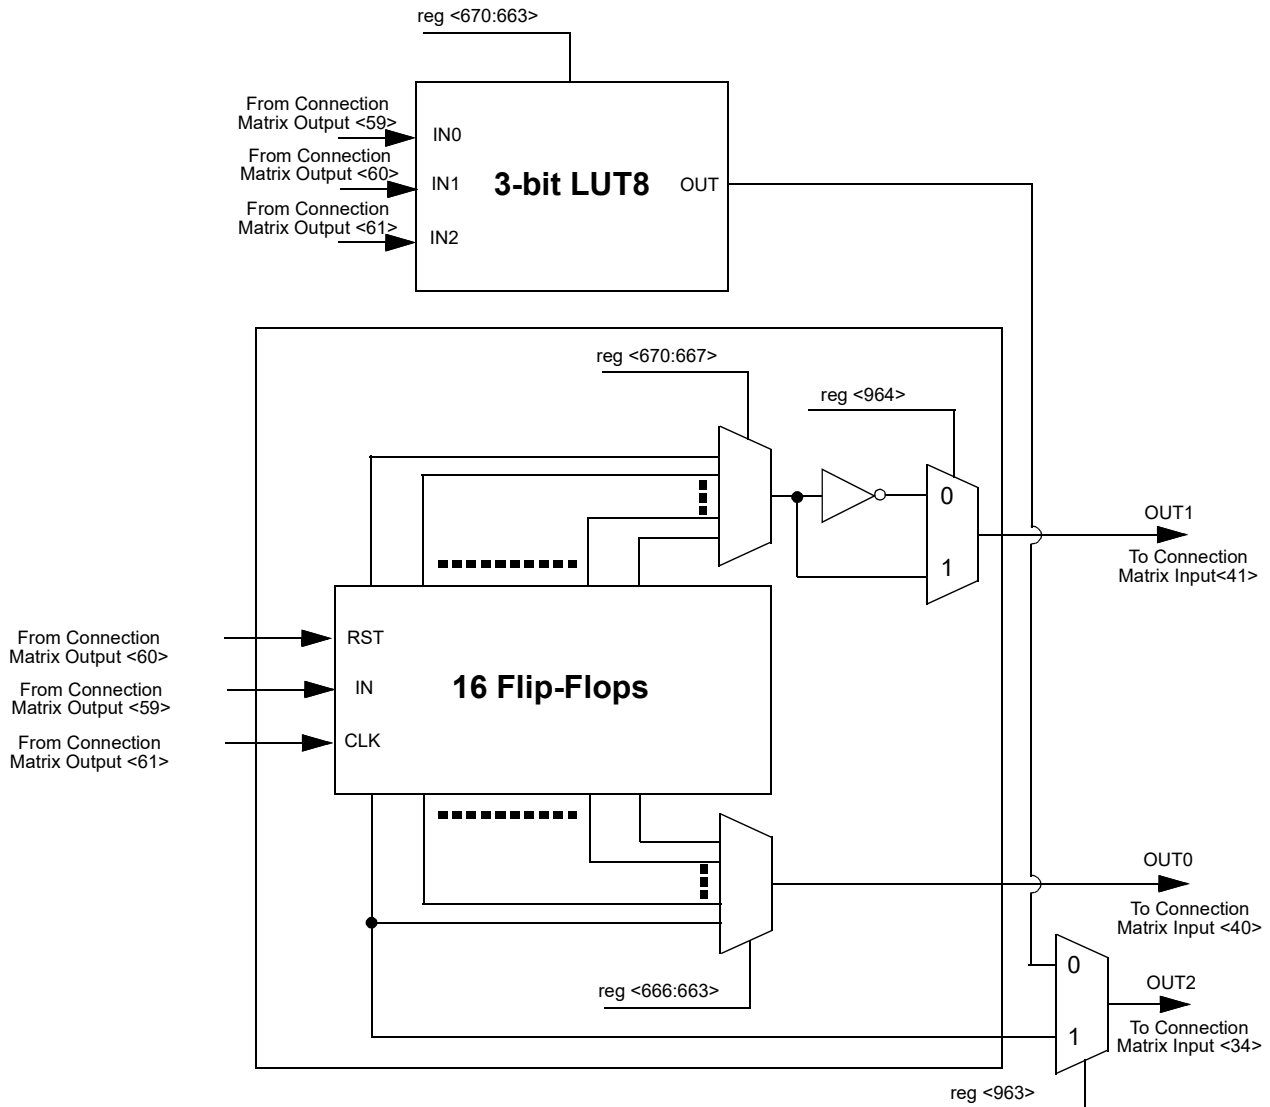 reg <670:663>
From Connection
Matrix Output <59>
IN0
From Connection
Matrix Output <60>
IN1
3-bit LUT8
OUT
From Connection
Matrix Output <61>
IN2
reg <670:667>
reg <964>
0
1
OUT1
To Connection
Matrix Input<41>
From Connection
Matrix Output <60>
RST
From Connection
Matrix Output <59>
IN
16 Flip-Flops
From Connection
Matrix Output <61>
CLK
OUT0
To Connection
Matrix Input <40>
reg <666:663>
0
1
OUT2
To Connection
Matrix Input <34>
reg <963>